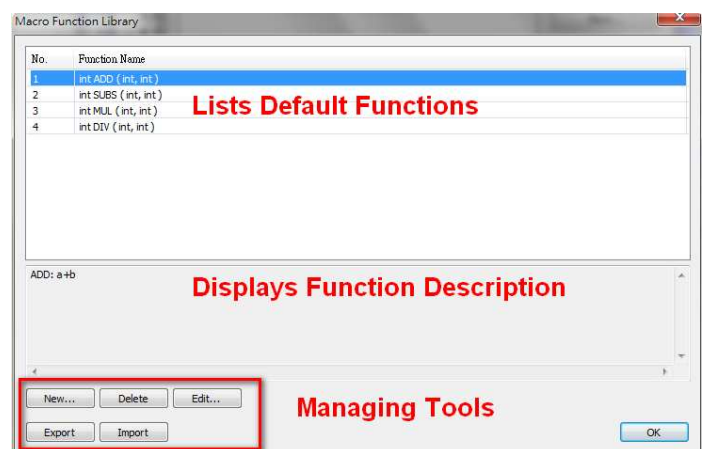 Macro Function Library
No. Function Name
1 int ADD ( int, int )
2 int SUBS ( int, int )
3 int MUL ( int, int )
4 int DIV ( int, int )
Lists Default Functions
ADD: a+b
Displays Function Description
New... Delete Edit...
Managing Tools
Export Import OK